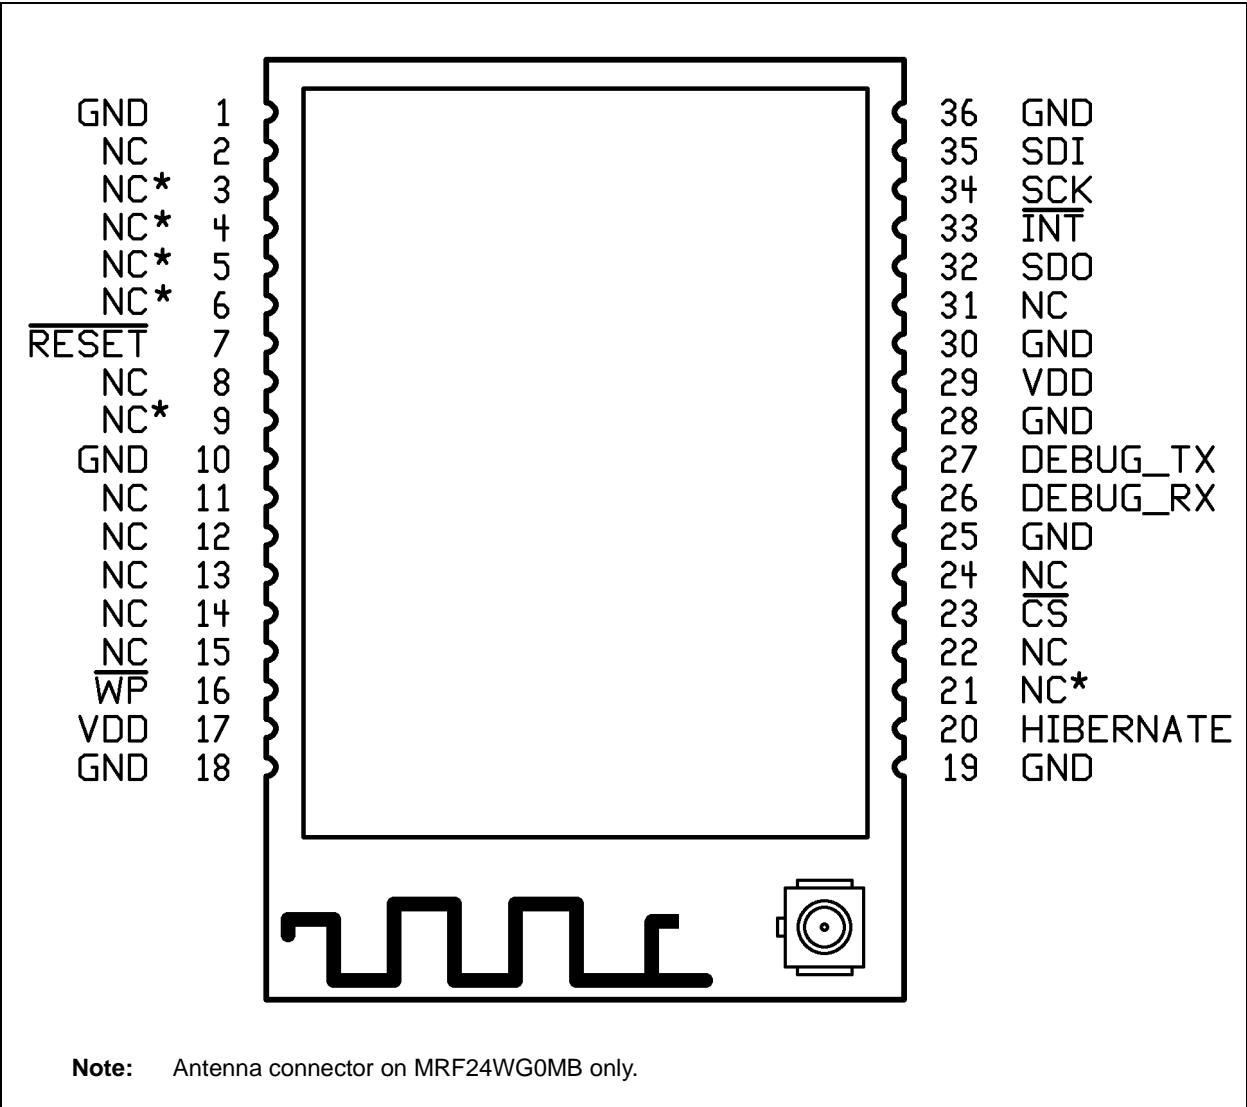 GND 1 36 GND
NC 2 35 SDI
NC* 3 34 SCK
NC* 4 33 INT
NC* 5 32 SDO
NC* 6 31 NC
RESET 7 30 GND
NC 8 29 VDD
NC* 9 28 GND
GND 10 27 DEBUG_TX
NC 11 26 DEBUG_RX
NC 12 25 GND
NC 13 24 NC
NC 14 23 CS
NC 15 22 NC
WP 16 21 NC*
VDD 17 20 HIBERNATE
GND 18 19 GND
Note: Antenna connector on MRF24WG0MB only.